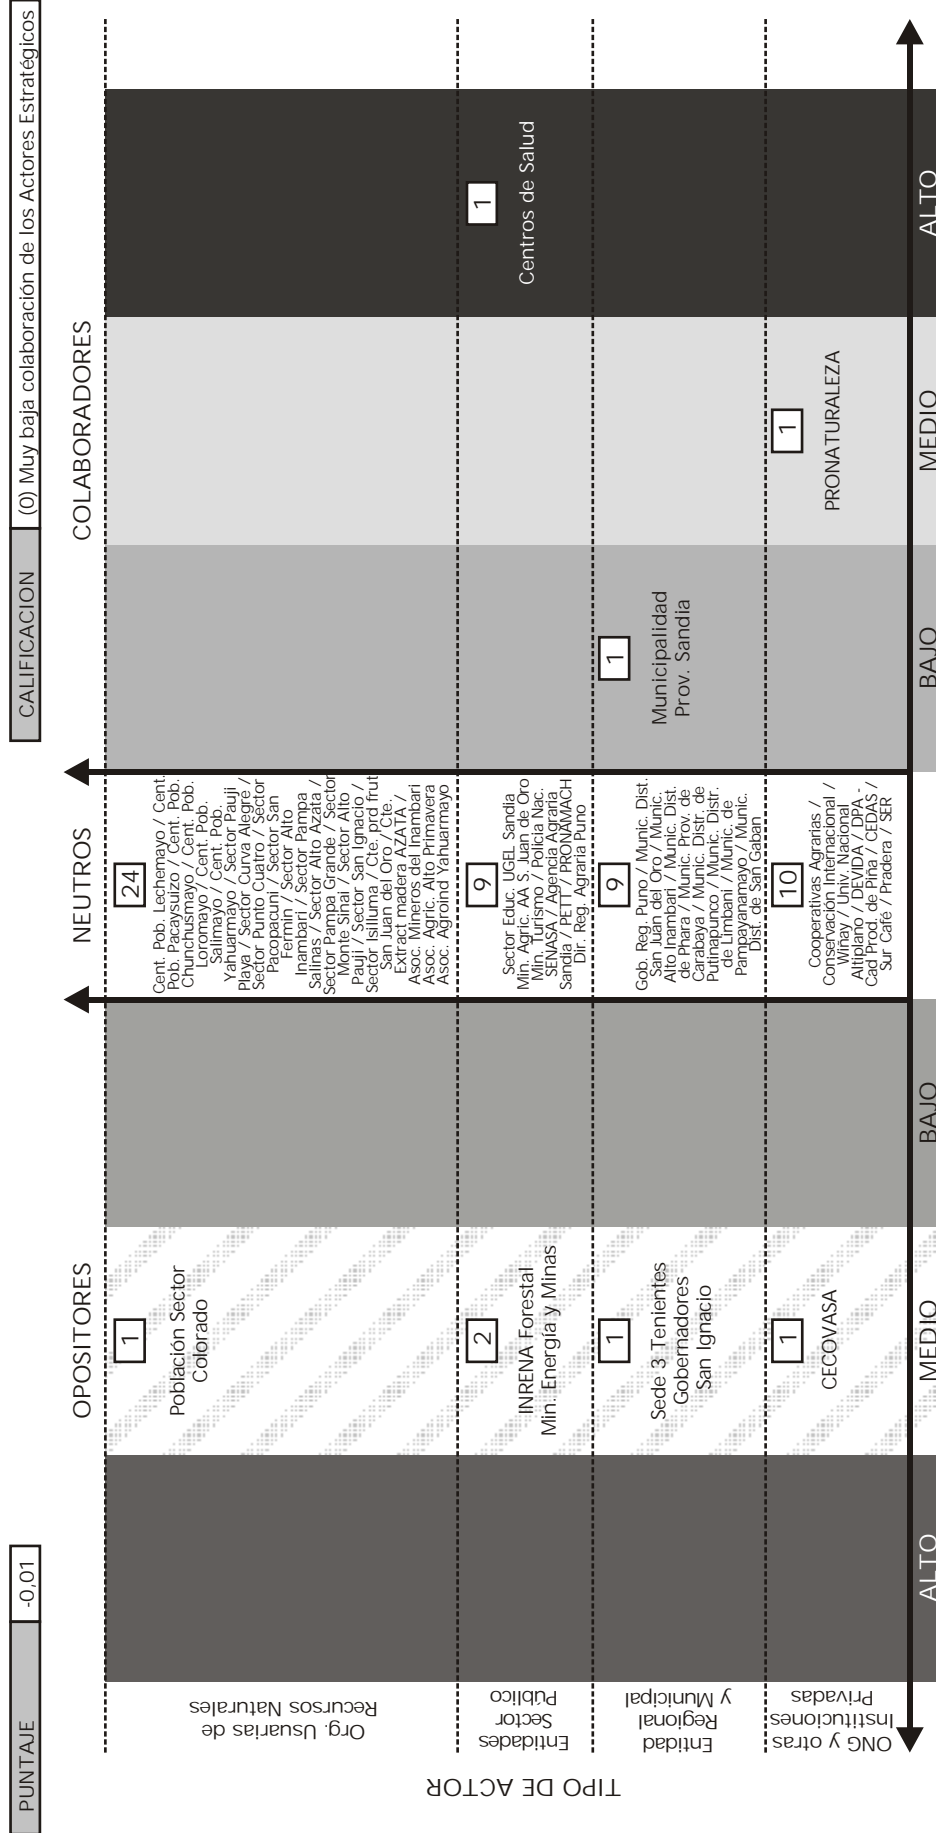 PUNTAJE
-0,01
CALIFICACION
(0) Muy baja colaboración de los Actores Estratégicos
OPOSITORES
NEUTROS
COLABORADORES
TIPO DE ACTOR
Org. Usuarias de
Recursos Naturales
1
Población Sector
Colorado
24
Cent. Pob. Lechemayo / Cent.
Pob. Pacaysuizo / Cent. Pob.
Chunchusmayo / Cent. Pob.
Loromayo / Cent. Pob.
Salimayo / Cent. Pob.
Yahuarmayo / Sector Pauji
Playa / Sector Curva Alegre /
Sector Punto Cuatro / Sector
Pacopacuni / Sector San
Fermin / Sector Alto
Inambari / Sector Pampa
Salinas / Sector Alto Azata /
Sector Pampa Grande / Sector
Monte Sinai / Sector Alto
Pauji / Sector San Ignacio /
Sector Isilluma / Cte. prd frut
San Juan del Oro / Cte.
Extract madera AZATA /
Asoc. Mineros del Inambari
Asoc. Agric. Alto Primavera
Asoc. Agroind Yahuarmayo
Entidades
Sector
Público
2
INRENA Forestal
Min. Energía y Minas
9
Sector Educ. UGEL Sandia
Min. Agric. AA S. Juan de Oro
Min. Turismo / Policía Nac.
SENASA / Agencia Agraria
Sandia / PETT / PRONAMACH
Dir. Reg. Agraria Puno
1
Centros de Salud
Entidad
Regional
y Municipal
1
Sede 3 Tenientes
Gobernadores
San Ignacio
9
Gob. Reg. Puno / Munic. Dist.
San Juan del Oro / Munic.
Alto Inambari / Munic. Dist.
de Phara / Munic. Prov. de
Carabaya / Munic. Distr. de
Putinapunco / Munic. Distr.
de Limbani / Munic. de
Pampayanamayo / Munic.
Dist. de San Gaban
1
Municipalidad
Prov. Sandia
ONG y otras
Instituciones
Privadas
1
CECOVASA
10
Cooperativas Agrarias /
Conservación Internacional /
Wiñay / Univ. Nacional
Altiplano / DEVIDA / DPA -
Cad Prod. de Piña / CEDAS /
Sur Café / Pradera / SER
1
PRONATURALEZA
ALTO
MEDIO
BAJO
BAJO
MEDIO
ALTO